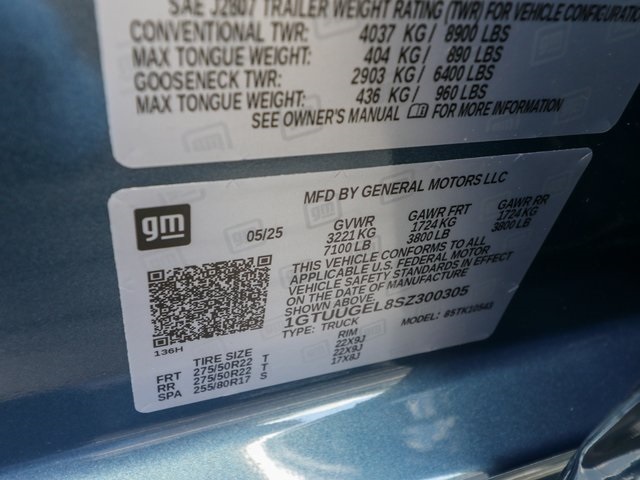 SAE J2807 TRAILER WEIGHT RATING (TWR) FOR VEHICLE CONFIGURATION
CONVENTIONAL TWR: 4037 KG/ 8900 LBS
MAX TONGUE WEIGHT: 404 KG/ 890 LBS
GOOSENECK TWR: 2903 KG/ 6400 LBS
MAX TONGUE WEIGHT: 436 KG/ 960 LBS
SEE OWNER'S MANUAL FOR MORE INFORMATION
MFD BY GENERAL MOTORS LLC
gm
05/25 GVWR GAWR FRT GAWR RR
3221 KG 1724 KG 1724 KG
7100 LB 3800 LB 3800 LB
THIS VEHICLE CONFORMS TO ALL
APPLICABLE U.S. FEDERAL MOTOR
VEHICLE SAFETY STANDARDS IN EFFECT
ON THE DATE OF MANUFACTURE
SHOWN ABOVE.
1GTUUGEL8SZ300305
TYPE: TRUCK MODEL: 85TK10543
136H
TIRE SIZE RIM
FRT 275/50R22 T 22X9J
RR 275/50R22 T 22X9J
SPA 255/80R17 S 17X8J